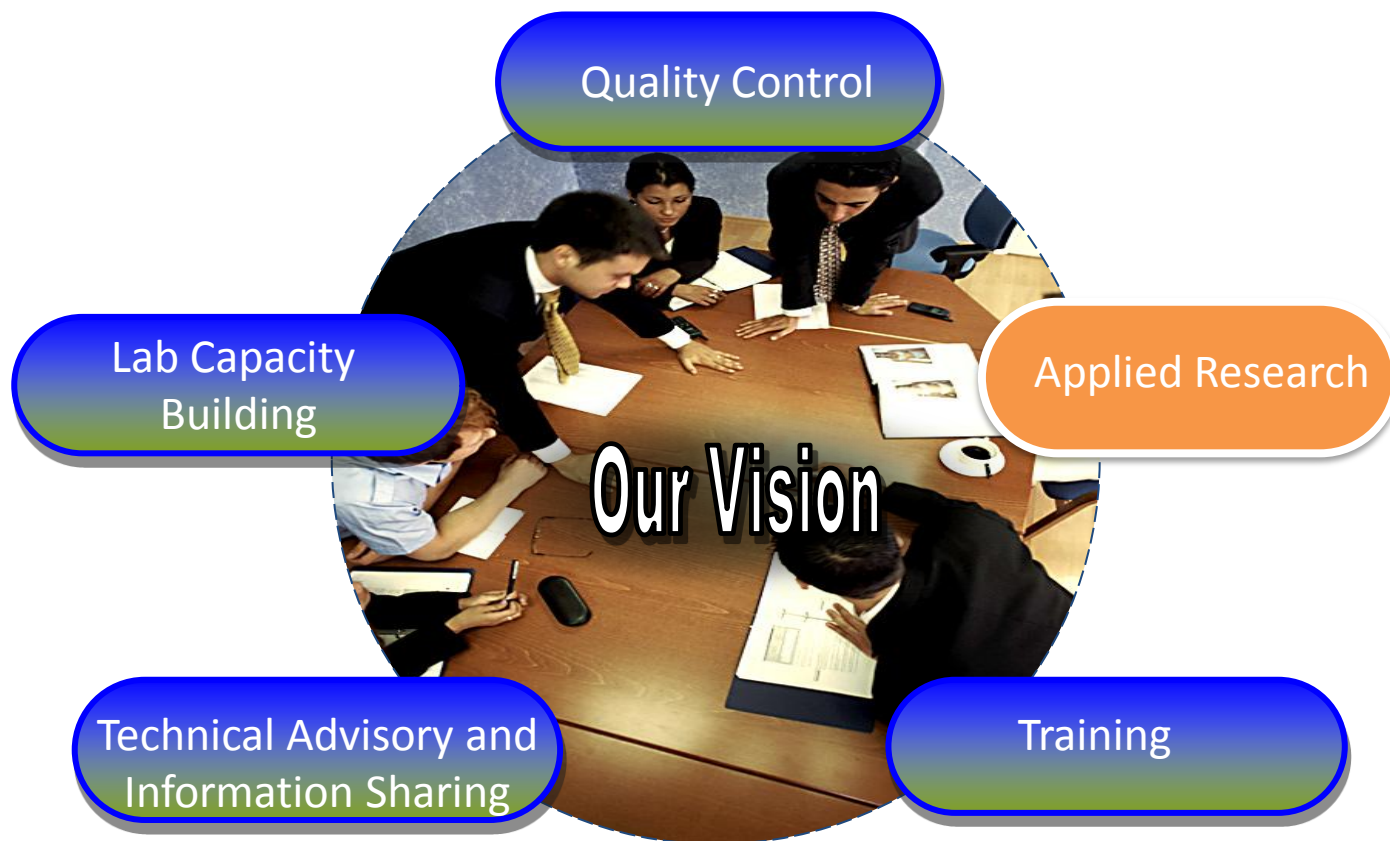 Quality Control
Lab Capacity
Building
Applied Research
Our Vision
Technical Advisory and
Information Sharing
Training